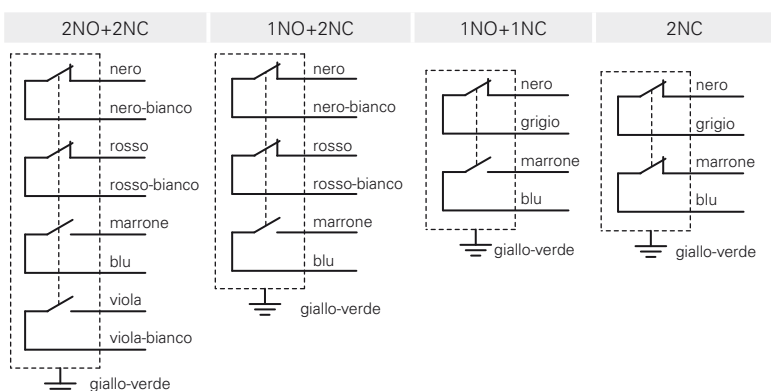 2NO+2NC
nero
nero-bianco
rosso
rosso-bianco
marrone
blu
viola
viola-bianco
giallo-verde
1NO+2NC
nero
nero-bianco
rosso
rosso-bianco
marrone
blu
giallo-verde
1NO+1NC
nero
grigio
marrone
blu
giallo-verde
2NC
nero
grigio
marrone
blu
giallo-verde